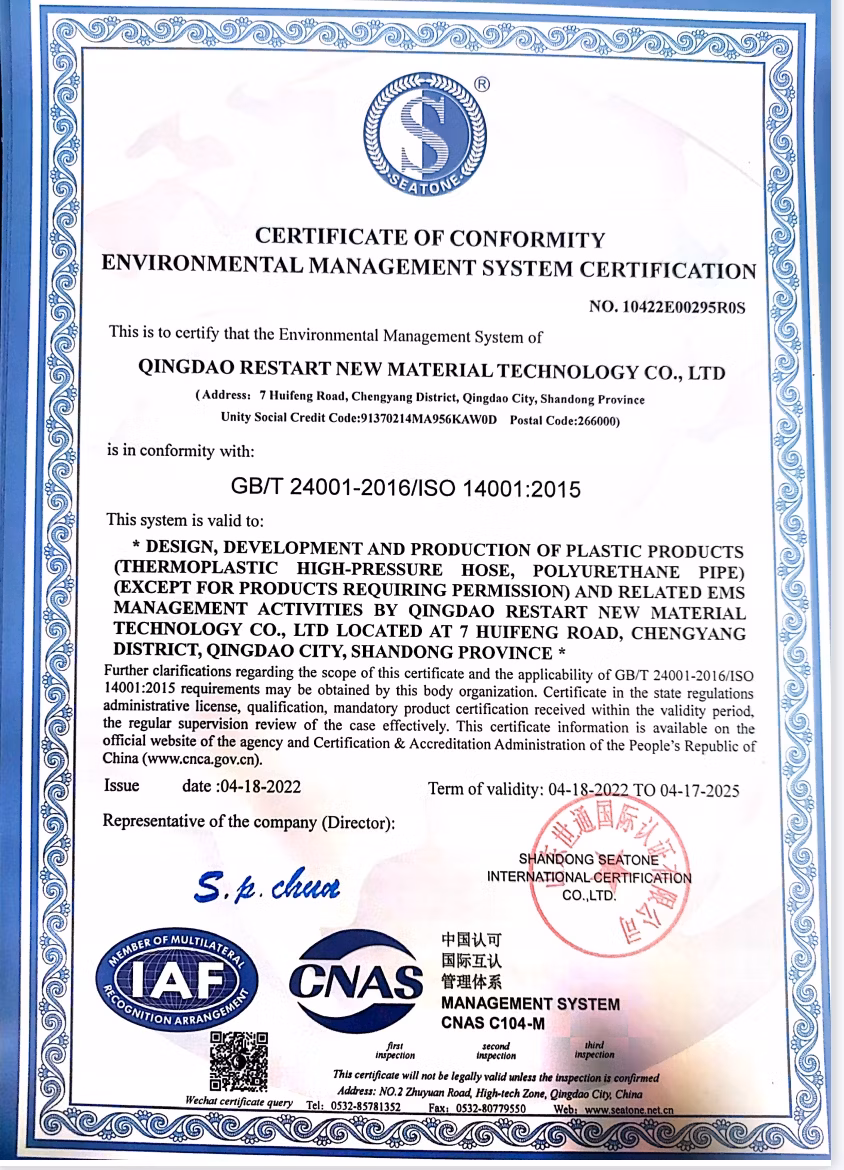 ®
S
SEATONE
CERTIFICATE OF CONFORMITY
ENVIRONMENTAL MANAGEMENT SYSTEM CERTIFICATION
NO. 10422E00295R0S
This is to certify that the Environmental Management System of
QINGDAO RESTART NEW MATERIAL TECHNOLOGY CO., LTD
( Address: 7 Huifeng Road, Chengyang District, Qingdao City, Shandong Province
Unity Social Credit Code:91370214MA956KAW0D Postal Code:266000)
is in conformity with:
GB/T 24001-2016/ISO 14001:2015
This system is valid to:
* DESIGN, DEVELOPMENT AND PRODUCTION OF PLASTIC PRODUCTS
(THERMOPLASTIC HIGH-PRESSURE HOSE, POLYURETHANE PIPE)
(EXCEPT FOR PRODUCTS REQUIRING PERMISSION) AND RELATED EMS
MANAGEMENT ACTIVITIES BY QINGDAO RESTART NEW MATERIAL
TECHNOLOGY CO., LTD LOCATED AT 7 HUIFENG ROAD, CHENGYANG
DISTRICT, QINGDAO CITY, SHANDONG PROVINCE *
Further clarifications regarding the scope of this certificate and the applicability of GB/T 24001-2016/ISO
14001:2015 requirements may be obtained by this body organization. Certificate in the state regulations
administrative license, qualification, mandatory product certification received within the validity period,
the regular supervision review of the case effectively. This certificate information is available on the
official website of the agency and Certification & Accreditation Administration of the People's Republic of
China (www.cnca.gov.cn).
Issue date :04-18-2022
Term of validity: 04-18-2022 TO 04-17-2025
Representative of the company (Director):
S.p. chua
山东世通国际认证有限公司
SHANDONG SEATONE
INTERNATIONAL CERTIFICATION
CO.,LTD.
MEMBER OF MULTILATERAL
IAF
RECOGNITION ARRANGEMENT
CNAS
中国认可
国际互认
管理体系
MANAGEMENT SYSTEM
CNAS C104-M
first inspection
second inspection
third inspection
This certificate will not be legally valid unless the inspection is confirmed
Address: NO.2 Zhuyuan Road, High-tech Zone, Qingdao City, China
Wechat certificate query
Tel: 0532-85781352 Fax: 0532-80779550 Web: www.seatone.net.cn